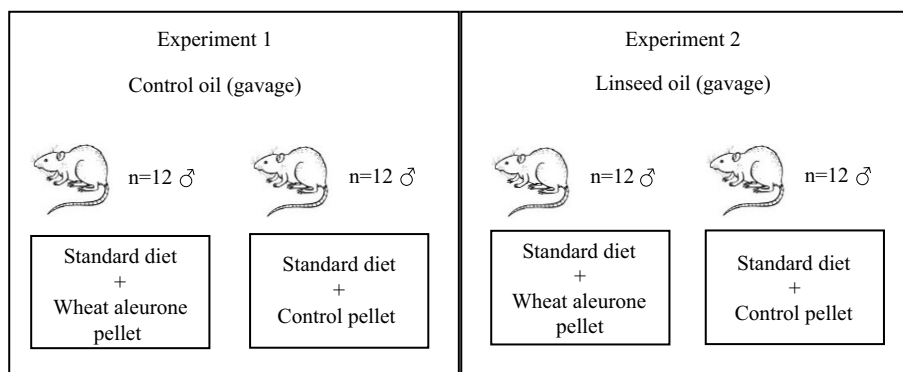 Experiment 1
Control oil (gavage)
n=12 ♂
n=12 ♂
Standard diet
+
Wheat aleurone
pellet
Standard diet
+
Control pellet
Experiment 2
Linseed oil (gavage)
n=12 ♂
n=12 ♂
Standard diet
+
Wheat aleurone
pellet
Standard diet
+
Control pellet